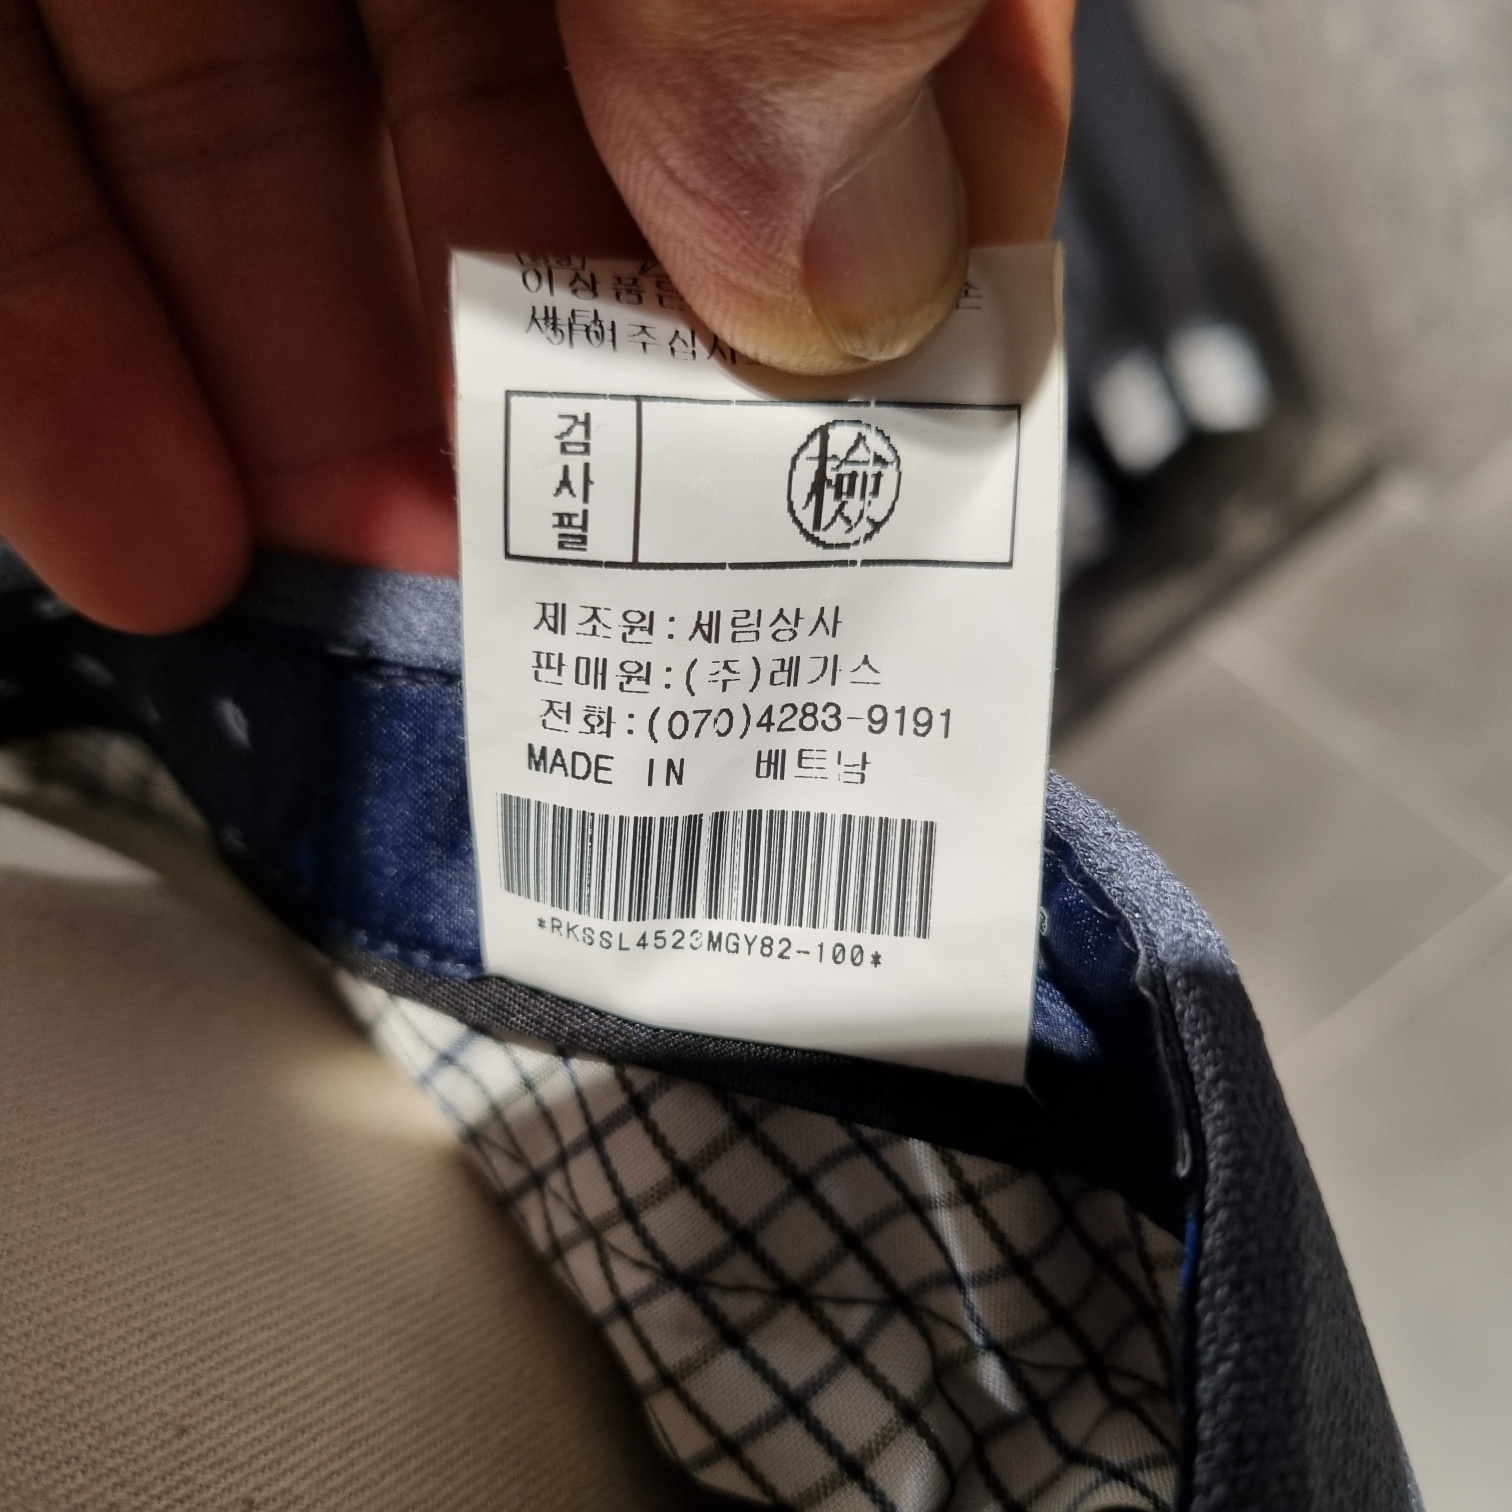 이 상 품 은
세탁하여 주십시
검사필
檢
제조원:세림상사
판매원:(주)레가스
전화:(070)4283-9191
MADE IN 베트남
*RKSSL4523MGY82-100*